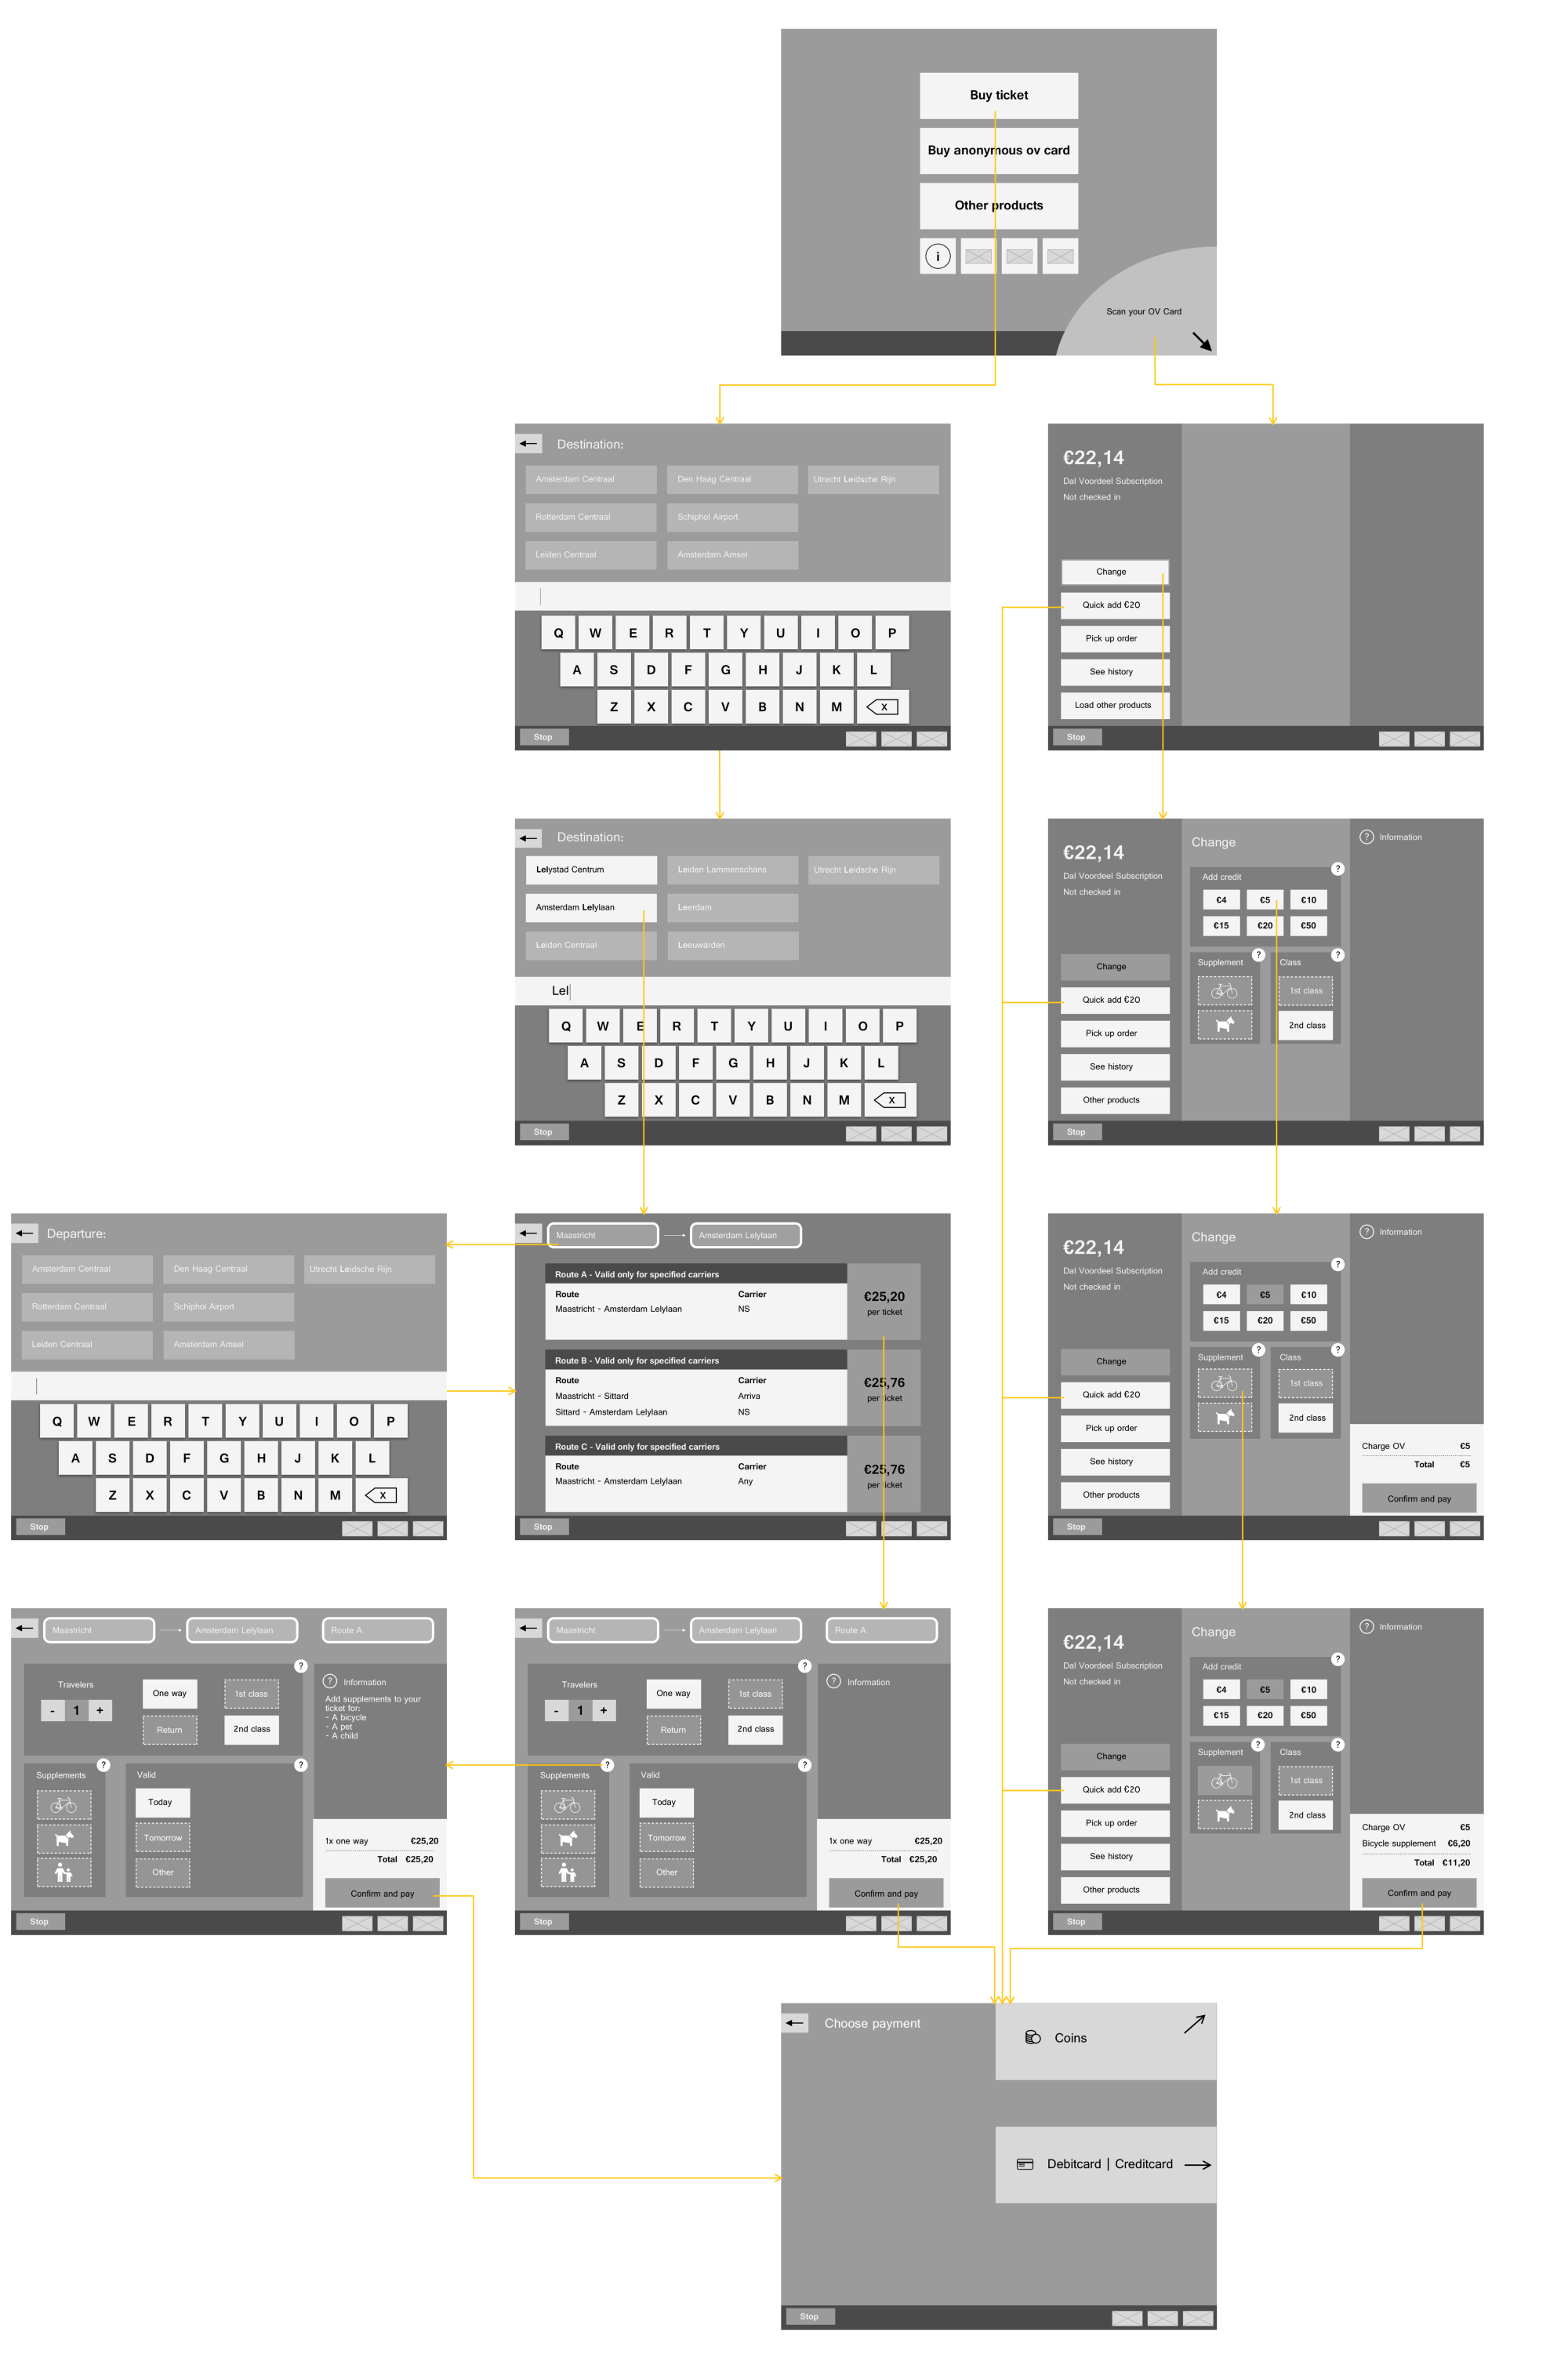 Buy ticket
Buy anonymous ov card
Other products
i
Scan your OV Card
Destination:
Amsterdam Centraal
Den Haag Centraal
Utrecht Leidsche Rijn
Rotterdam Centraal
Schiphol Airport
Leiden Centraal
Amsterdam Amsel
Q W E R T Y U I O P
A S D F G H J K L
Z X C V B N M X
Stop
€22,14
Dal Voordeel Subscription
Not checked in
Change
Quick add €20
Pick up order
See history
Load other products
Stop
Destination:
Lelystad Centrum
Leiden Lammenschans
Utrecht Leidsche Rijn
Amsterdam Lelylaan
Leerdam
Leiden Centraal
Leeuwarden
Lel
Q W E R T Y U I O P
A S D F G H J K L
Z X C V B N M X
Stop
€22,14
Dal Voordeel Subscription
Not checked in
Change
Quick add €20
Pick up order
See history
Other products
Stop
Change
Add credit
?
€4 €5 €10
€15 €20 €50
Supplement
?
Class
?
1st class
2nd class
? Information
Departure:
Amsterdam Centraal
Den Haag Centraal
Utrecht Leidsche Rijn
Rotterdam Centraal
Schiphol Airport
Leiden Centraal
Amsterdam Amsel
Q W E R T Y U I O P
A S D F G H J K L
Z X C V B N M X
Stop
Maastricht
Amsterdam Lelylaan
Route A - Valid only for specified carriers
Route Carrier
Maastricht - Amsterdam Lelylaan NS
€25,20
per ticket
Route B - Valid only for specified carriers
Route Carrier
Maastricht - Sittard Arriva
Sittard - Amsterdam Lelylaan NS
€25,76
per ticket
Route C - Valid only for specified carriers
Route Carrier
Maastricht - Amsterdam Lelylaan Any
€25,76
per ticket
Stop
€22,14
Dal Voordeel Subscription
Not checked in
Change
Quick add €20
Pick up order
See history
Other products
Stop
Change
Add credit
?
€4 €5 €10
€15 €20 €50
Supplement
?
Class
?
1st class
2nd class
? Information
Charge OV €5
Total €5
Confirm and pay
Maastricht
Amsterdam Lelylaan
Route A
Travelers
- 1 +
One way
Return
1st class
2nd class
?
Supplements
?
Valid
?
Today
Tomorrow
Other
? Information
Add supplements to your
ticket for:
- A bicycle
- A pet
- A child
1x one way €25,20
Total €25,20
Confirm and pay
Stop
Maastricht
Amsterdam Lelylaan
Route A
Travelers
- 1 +
One way
Return
1st class
2nd class
?
Supplements
?
Valid
?
Today
Tomorrow
Other
? Information
1x one way €25,20
Total €25,20
Confirm and pay
Stop
€22,14
Dal Voordeel Subscription
Not checked in
Change
Quick add €20
Pick up order
See history
Other products
Stop
Change
Add credit
?
€4 €5 €10
€15 €20 €50
Supplement
?
Class
?
1st class
2nd class
? Information
Charge OV €5
Bicycle supplement €6,20
Total €11,20
Confirm and pay
Choose payment
Coins
Debitcard | Creditcard
Stop